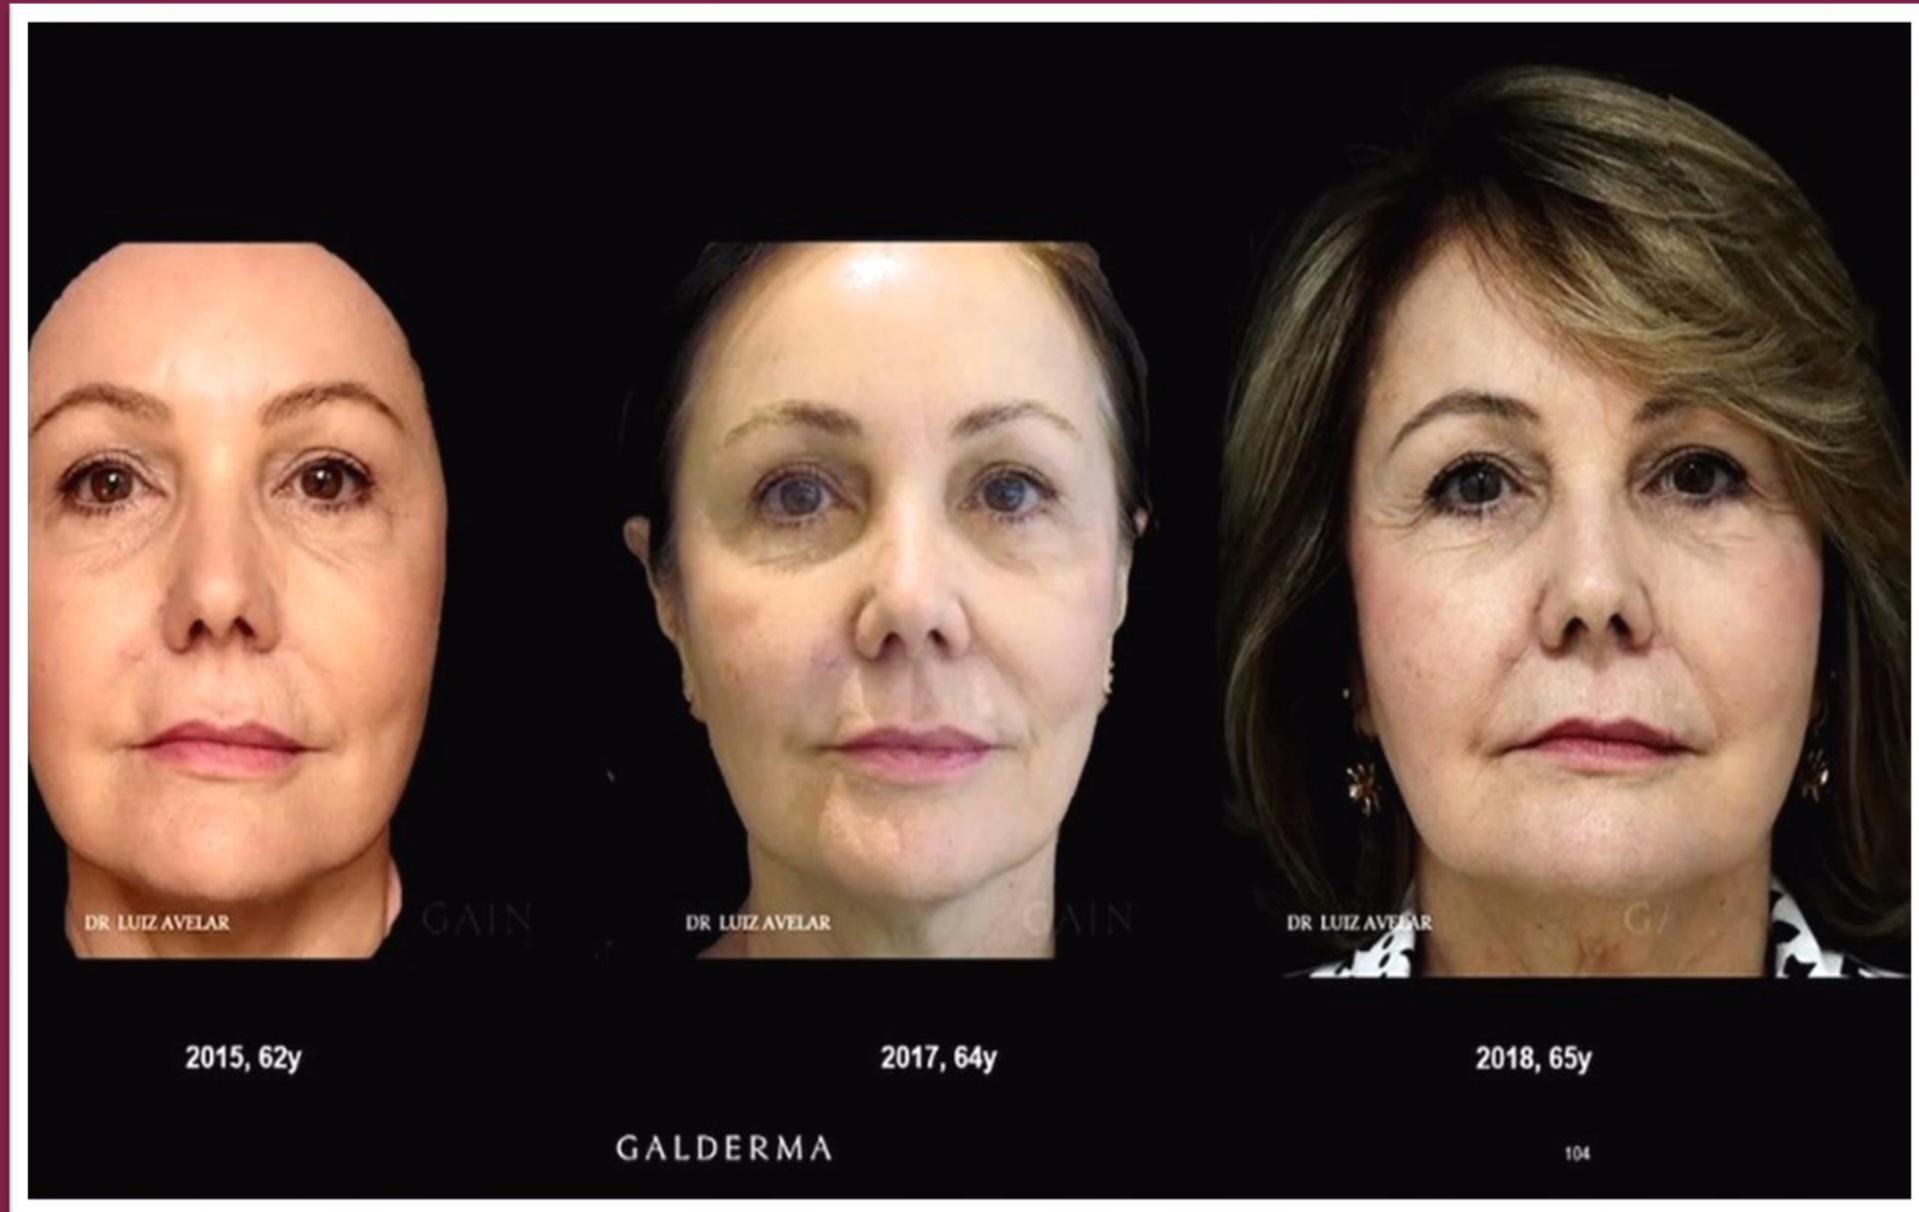 DR LUIZ AVELAR
GAIN
DR LUIZ AVELAR
GAIN
DR LUIZ AVELAR
GA
2015, 62y
2017, 64y
2018, 65y
GALDERMA
104